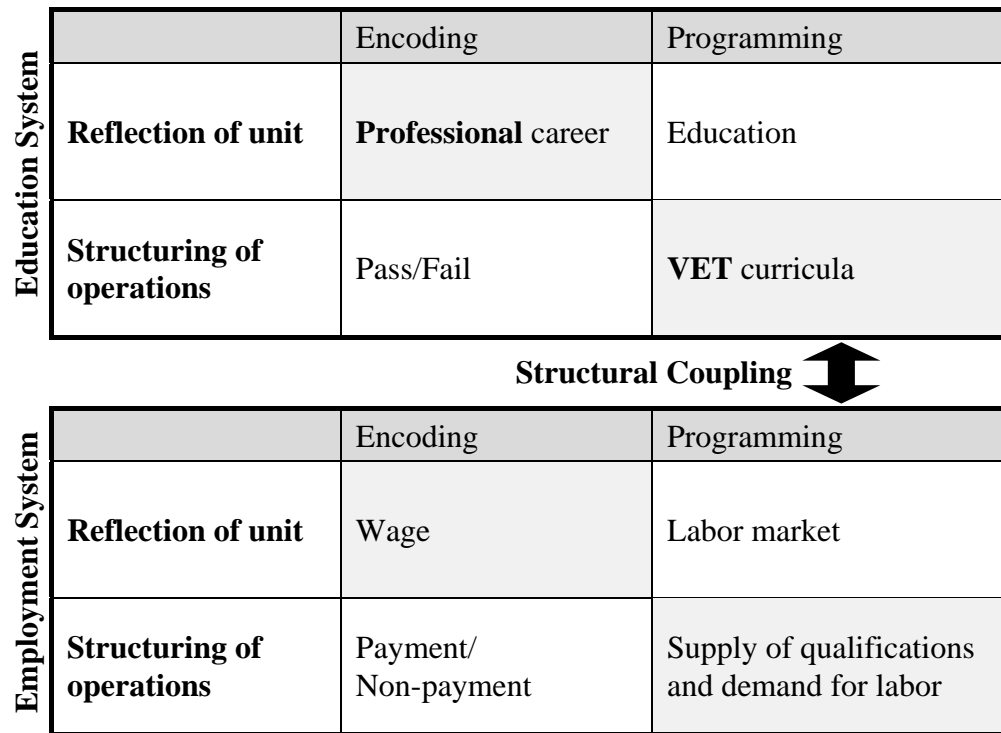 Education System
Encoding
Programming
Reflection of unit
Professional career
Education
Structuring of
operations
Pass/Fail
VET curricula
Structural Coupling
Employment System
Encoding
Programming
Reflection of unit
Wage
Labor market
Structuring of
operations
Payment/
Non-payment
Supply of qualifications
and demand for labor